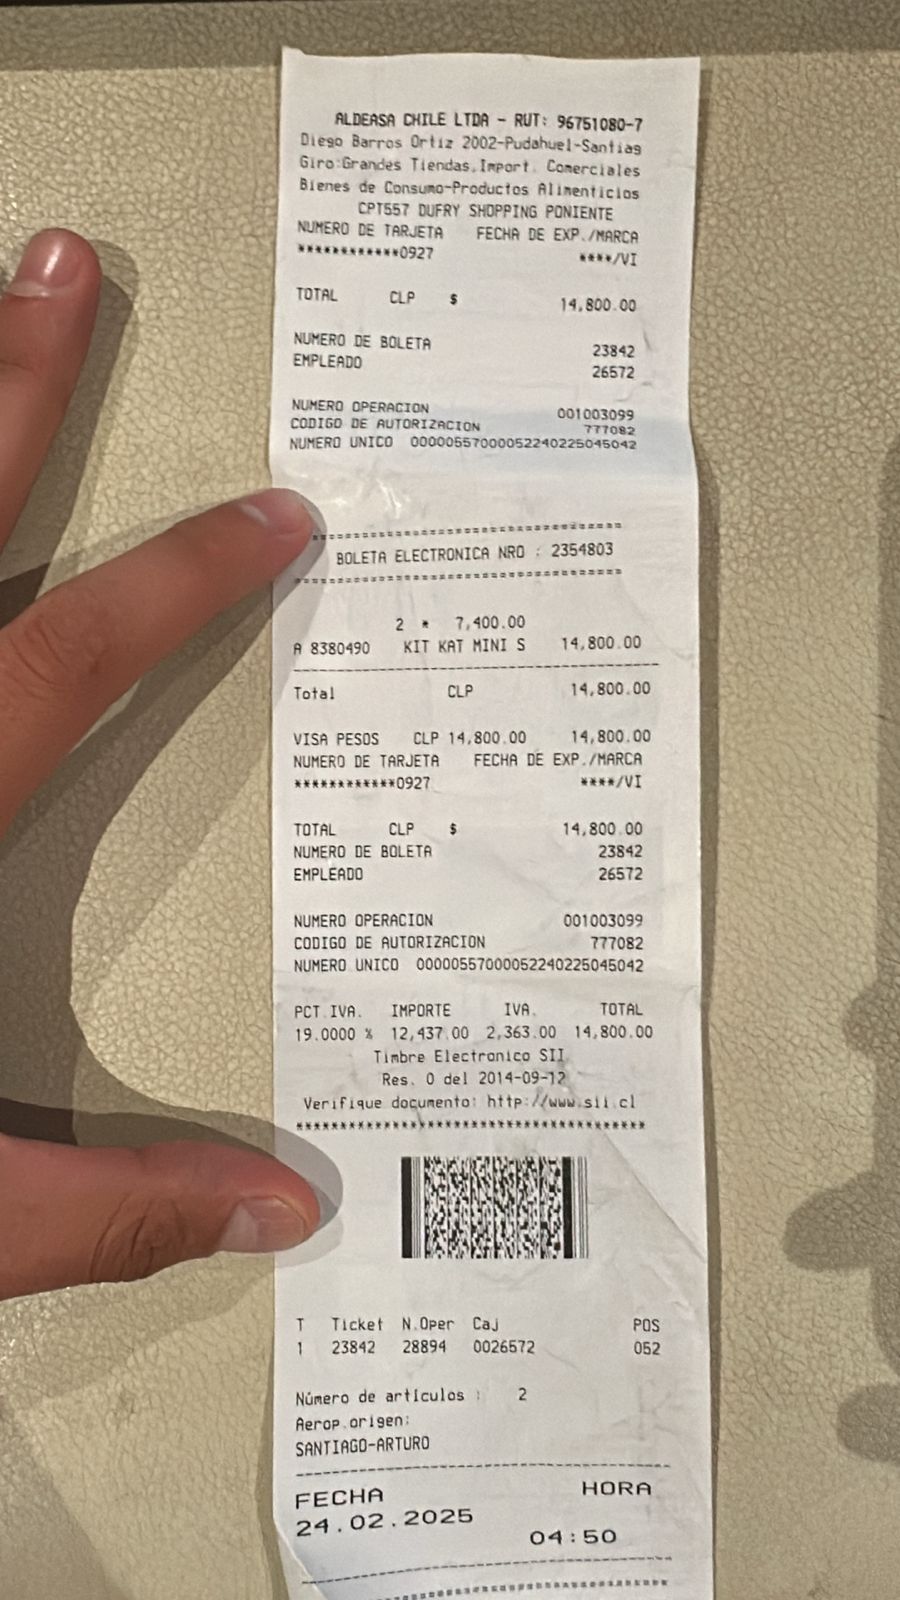 ALDEASA CHILE LTDA - RUT: 96751080-7
Diego Barros Ortiz 2002-Pudahuel-Santiag
Giro:Grandes Tiendas,Import. Comerciales
Bienes de Consumo-Productos Alimenticios
CPT557 DUFRY SHOPPING PONIENTE
NUMERO DE TARJETA FECHA DE EXP./MARCA
************0927 ****/VI
TOTAL CLP $ 14,800.00
NUMERO DE BOLETA 23842
EMPLEADO 26572
NUMERO OPERACION 001003099
CODIGO DE AUTORIZACION 777082
NUMERO UNICO 00000557000052240225045042
BOLETA ELECTRONICA NRO : 2354803
2 * 7,400.00
A 8380490 KIT KAT MINI S 14,800.00
Total CLP 14,800.00
VISA PESOS CLP 14,800.00 14,800.00
NUMERO DE TARJETA FECHA DE EXP./MARCA
************0927 ****/VI
TOTAL CLP $ 14,800.00
NUMERO DE BOLETA 23842
EMPLEADO 26572
NUMERO OPERACION 001003099
CODIGO DE AUTORIZACION 777082
NUMERO UNICO 00000557000052240225045042
PCT.IVA. IMPORTE IVA. TOTAL
19.0000 % 12,437.00 2,363.00 14,800.00
Timbre Electronico SII
Res. 0 del 2014-09-12
Verifique documento: http://www.sii.cl
****************************************
T Ticket N.Oper Caj POS
1 23842 28894 0026572 052
Número de artículos : 2
Aerop.origen:
SANTIAGO-ARTURO
FECHA HORA
24.02.2025 04:50